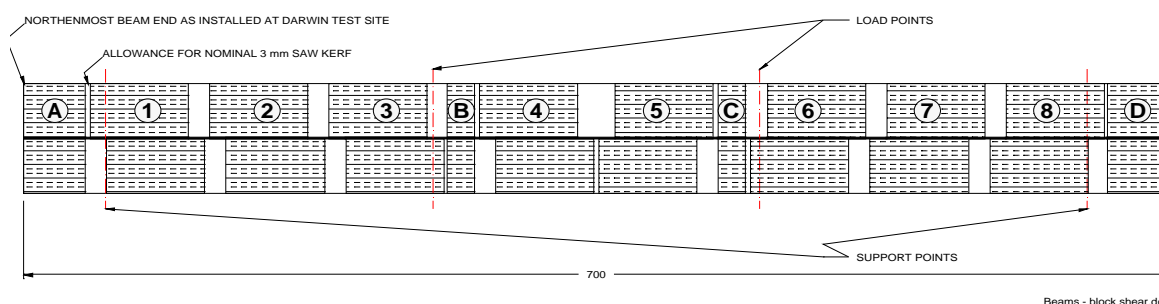 NORTHENMOST BEAM END AS INSTALLED AT DARWIN TEST SITE
LOAD POINTS
ALLOWANCE FOR NOMINAL 3 mm SAW KERF
A 1 2 3 B 4 5 C 6 7 8 D
SUPPORT POINTS
700
Beams - block shear d